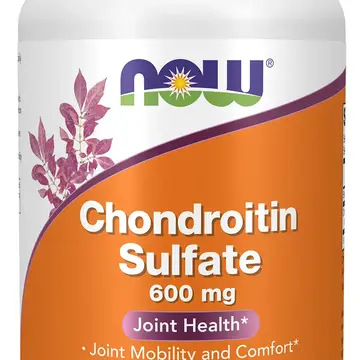 NOW
Chondroitin
Sulfate
600 mg
Joint Health*
• Joint Mobility and Comfort*